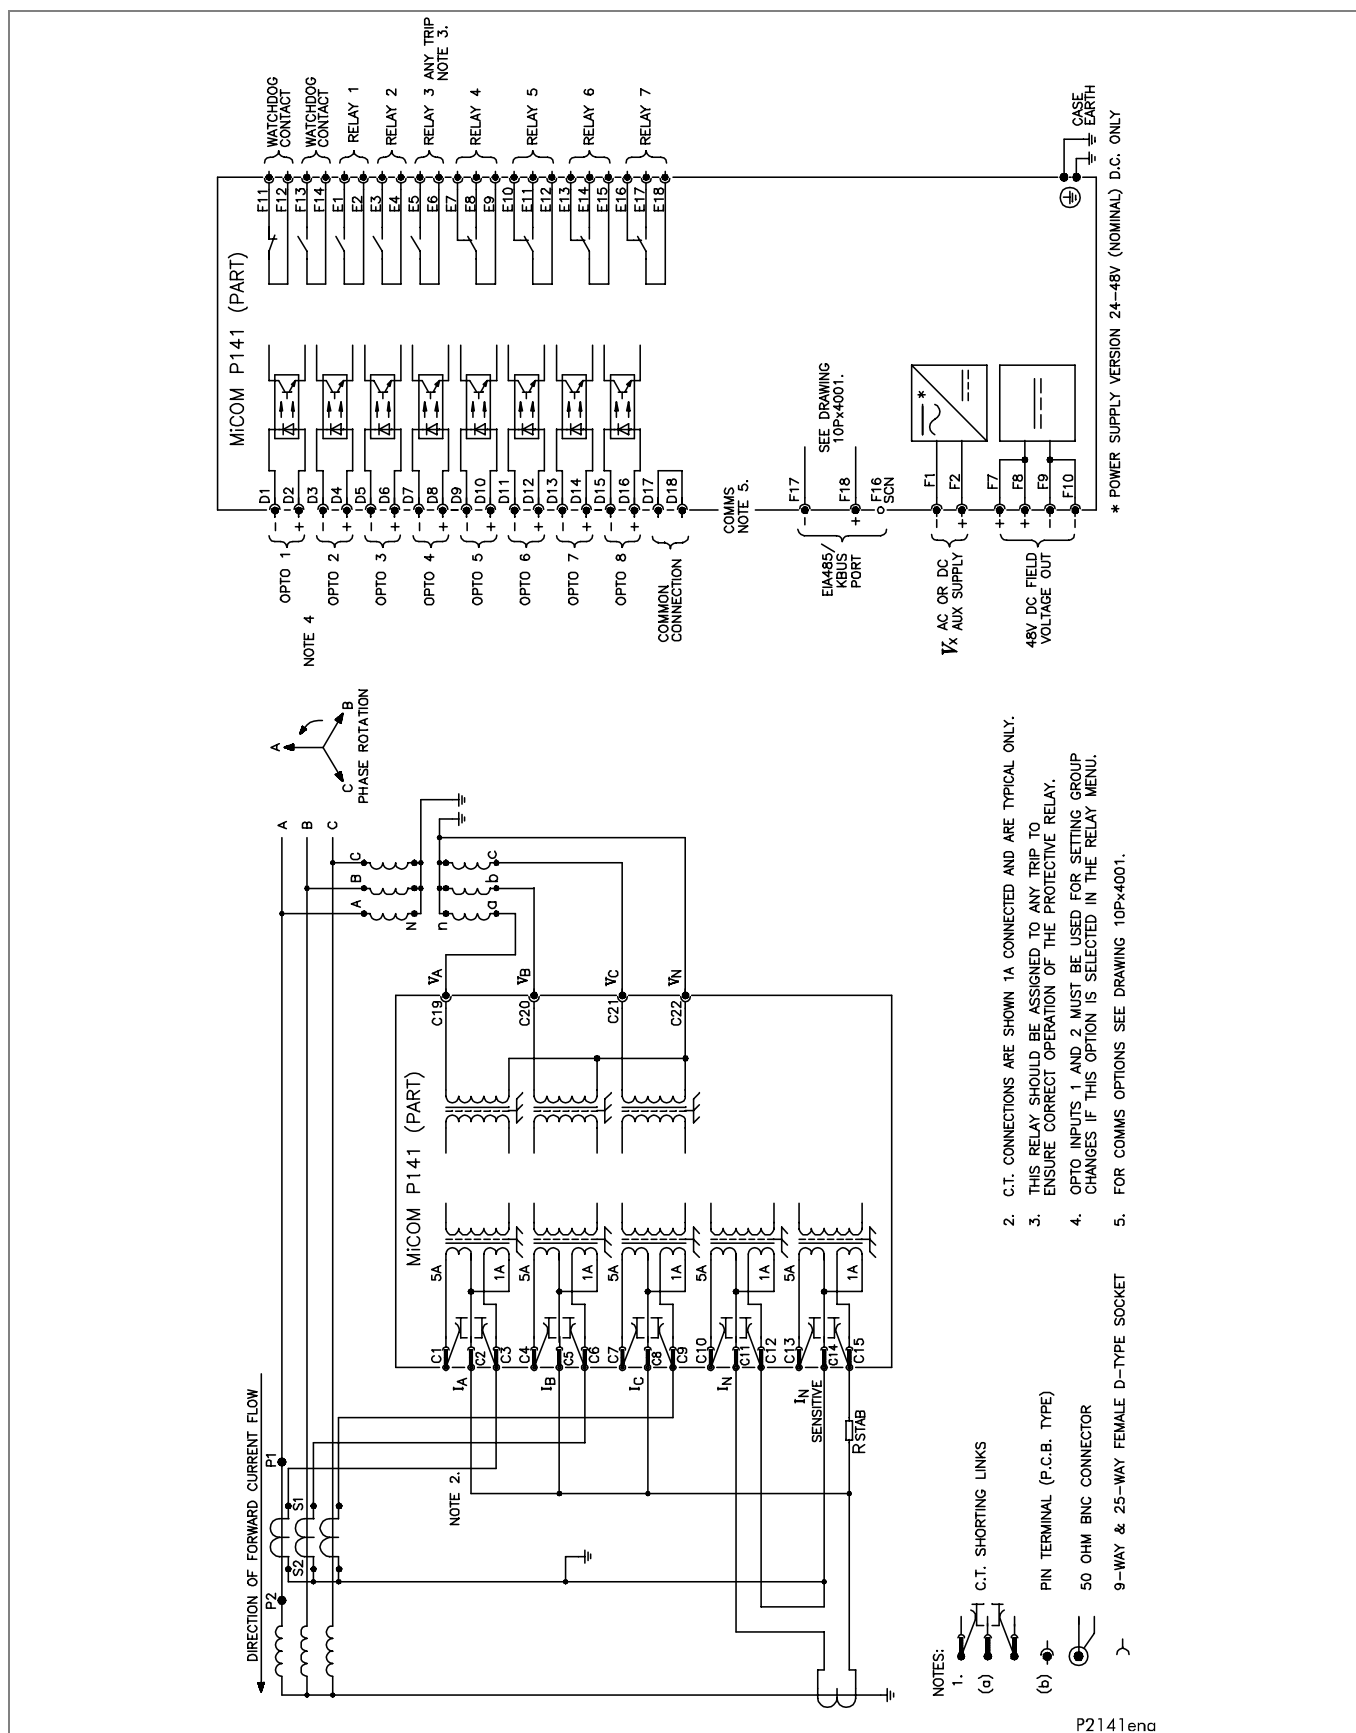 DIRECTION OF FORWARD CURRENT FLOW
P2
P1
S2
S1
A
B
C
A
B
C
PHASE ROTATION
A
B
C
N
n
a
b
c
NOTE 2.
MiCOM P141 (PART)
C1
C2
C3
C4
C5
C6
C7
C8
C9
C10
C11
C12
C13
C14
C15
IA
IB
IC
IN
IN
SENSITIVE
RSTAB
5A
1A
5A
1A
5A
1A
5A
1A
5A
1A
C19
C20
C21
C22
VA
VB
VC
VN
NOTE 4
OPTO 1
OPTO 2
OPTO 3
OPTO 4
OPTO 5
OPTO 6
OPTO 7
OPTO 8
COMMON
CONNECTION
- D1
+ D2
- D3
+ D4
- D5
+ D6
- D7
+ D8
- D9
+ D10
- D11
+ D12
- D13
+ D14
- D15
+ D16
D17
D18
COMMS
NOTE 5.
EIA485/
KBUS
PORT
- F17
+ F18
F16
SCN
SEE DRAWING
10Px4001.
AC OR DC
Vx AUX SUPPLY
- F1
+ F2
*
48V DC FIELD
VOLTAGE OUT
+ F7
+ F8
- F9
- F10
MiCOM P141 (PART)
F11
F12
F13
F14
E1
E2
E3
E4
E5
E6
E7
E8
E9
E10
E11
E12
E13
E14
E15
E16
E17
E18
WATCHDOG
CONTACT
WATCHDOG
CONTACT
RELAY 1
RELAY 2
RELAY 3 ANY TRIP
NOTE 3.
RELAY 4
RELAY 5
RELAY 6
RELAY 7
CASE
EARTH
* POWER SUPPLY VERSION 24-48V (NOMINAL) D.C. ONLY
NOTES:
1.
(a) C.T. SHORTING LINKS
(b) PIN TERMINAL (P.C.B. TYPE)
50 OHM BNC CONNECTOR
9-WAY & 25-WAY FEMALE D-TYPE SOCKET
2. C.T. CONNECTIONS ARE SHOWN 1A CONNECTED AND ARE TYPICAL ONLY.
3. THIS RELAY SHOULD BE ASSIGNED TO ANY TRIP TO
ENSURE CORRECT OPERATION OF THE PROTECTIVE RELAY.
4. OPTO INPUTS 1 AND 2 MUST BE USED FOR SETTING GROUP
CHANGES IF THIS OPTION IS SELECTED IN THE RELAY MENU.
5. FOR COMMS OPTIONS SEE DRAWING 10Px4001.
P2141ena